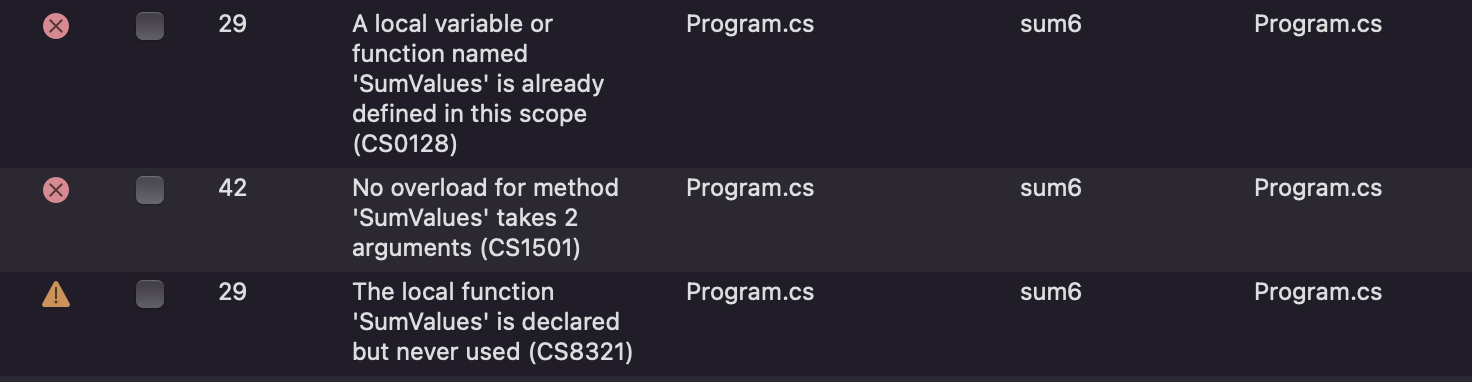 29 A local variable or Program.cs sum6 Program.cs
function named
'SumValues' is already
defined in this scope
(CS0128)
42 No overload for method Program.cs sum6 Program.cs
'SumValues' takes 2
arguments (CS1501)
29 The local function Program.cs sum6 Program.cs
'SumValues' is declared
but never used (CS8321)